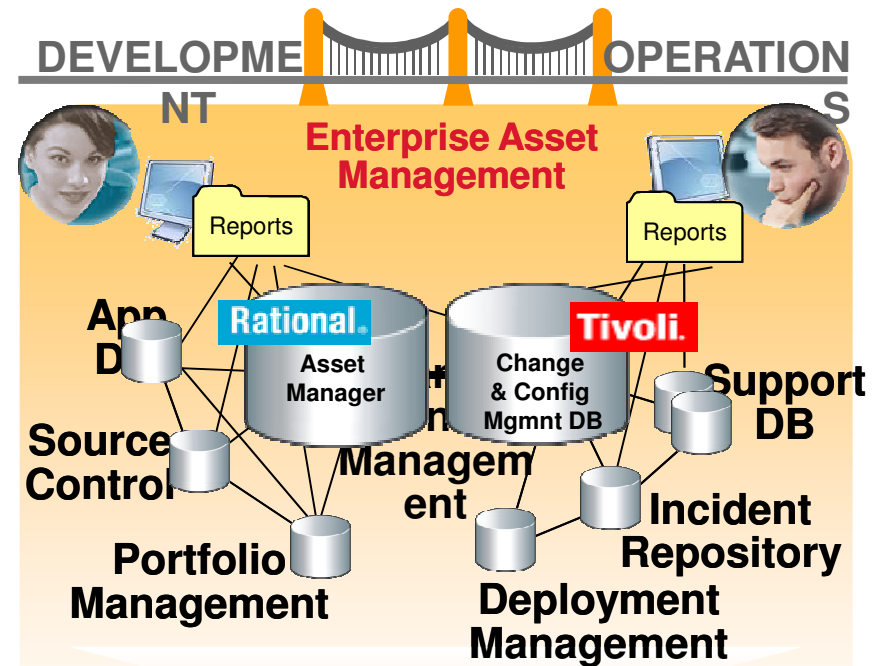 DEVELOPME
NT
OPERATION
S
Enterprise Asset
Management
Reports
Reports
Rational.
Asset
Manager
Tivoli.
Change
& Config
Mgmnt DB
App
Source
Control
Managem
ent
Portfolio
Management
Support
DB
Incident
Repository
Deployment
Management